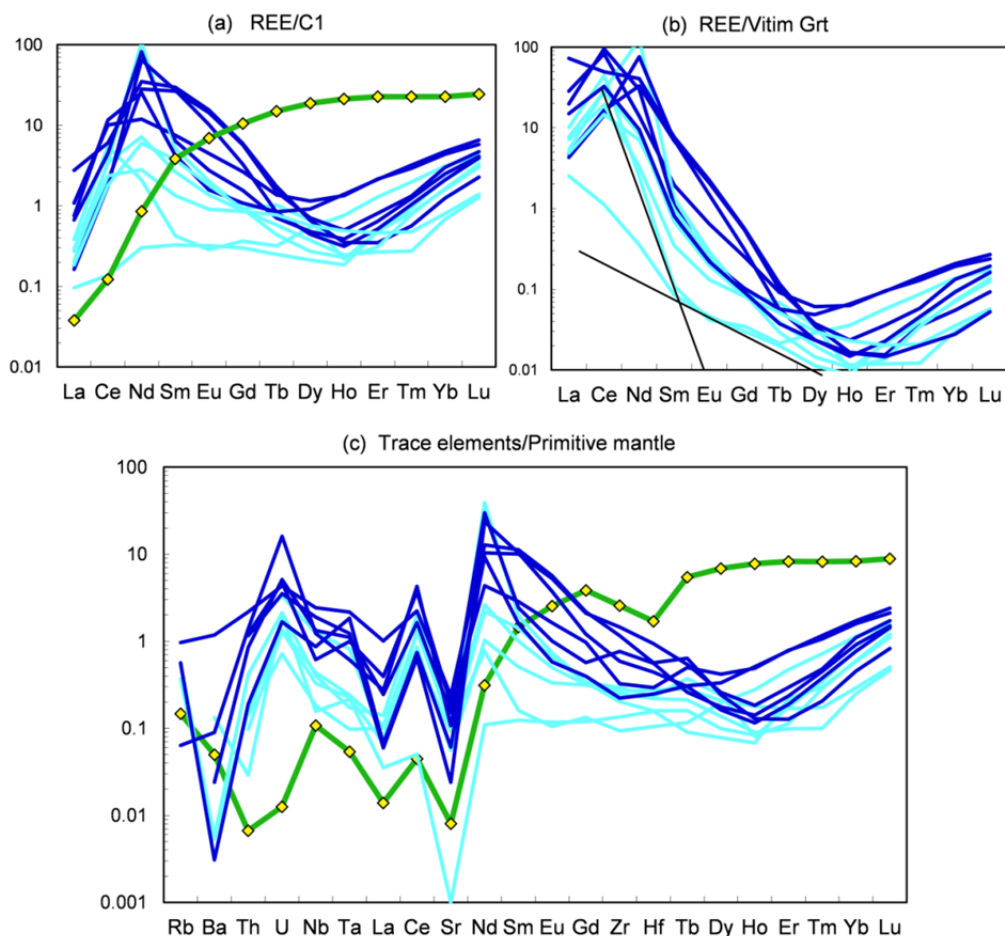 (a) REE/C1
100
10
1
0.1
0.01
La Ce Nd Sm Eu Gd Tb Dy Ho Er Tm Yb Lu
(b) REE/Vitim Grt
100
10
1
0.1
0.01
La Ce Nd Sm Eu Gd Tb Dy Ho Er Tm Yb Lu
(c) Trace elements/Primitive mantle
100
10
1
0.1
0.01
0.001
Rb Ba Th U Nb Ta La Ce Sr Nd Sm Eu Gd Zr Hf Tb Dy Ho Er Tm Yb Lu